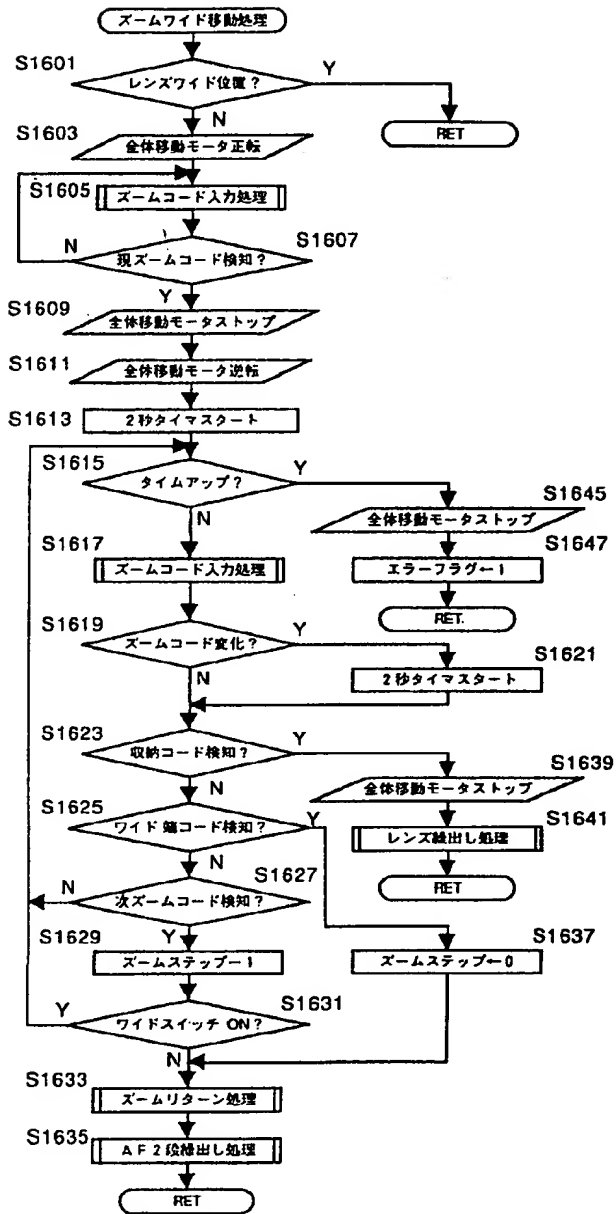 ズームワイド移動処理
S1601
レンズワイド位置？
Y
N
RET
S1603
全体移動モータ正転
S1605
ズームコード入力処理
S1607
現ズームコード検知？
N
Y
S1609
全体移動モータストップ
S1611
全体移動モータ逆転
S1613
2秒タイマスタート
S1615
タイムアップ？
Y
N
S1645
全体移動モータストップ
S1647
エラーフラグ←1
RET.
S1617
ズームコード入力処理
S1619
ズームコード変化？
Y
N
S1621
2秒タイマスタート
S1623
収納コード検知？
Y
N
S1639
全体移動モータストップ
S1641
レンズ繰出し処理
RET
S1625
ワイド端コード検知？
Y
N
S1627
次ズームコード検知？
N
Y
S1629
ズームステップ－1
S1637
ズームステップ←0
S1631
ワイドスイッチ ON？
Y
N
S1633
ズームリターン処理
S1635
AF2段繰出し処理
RET